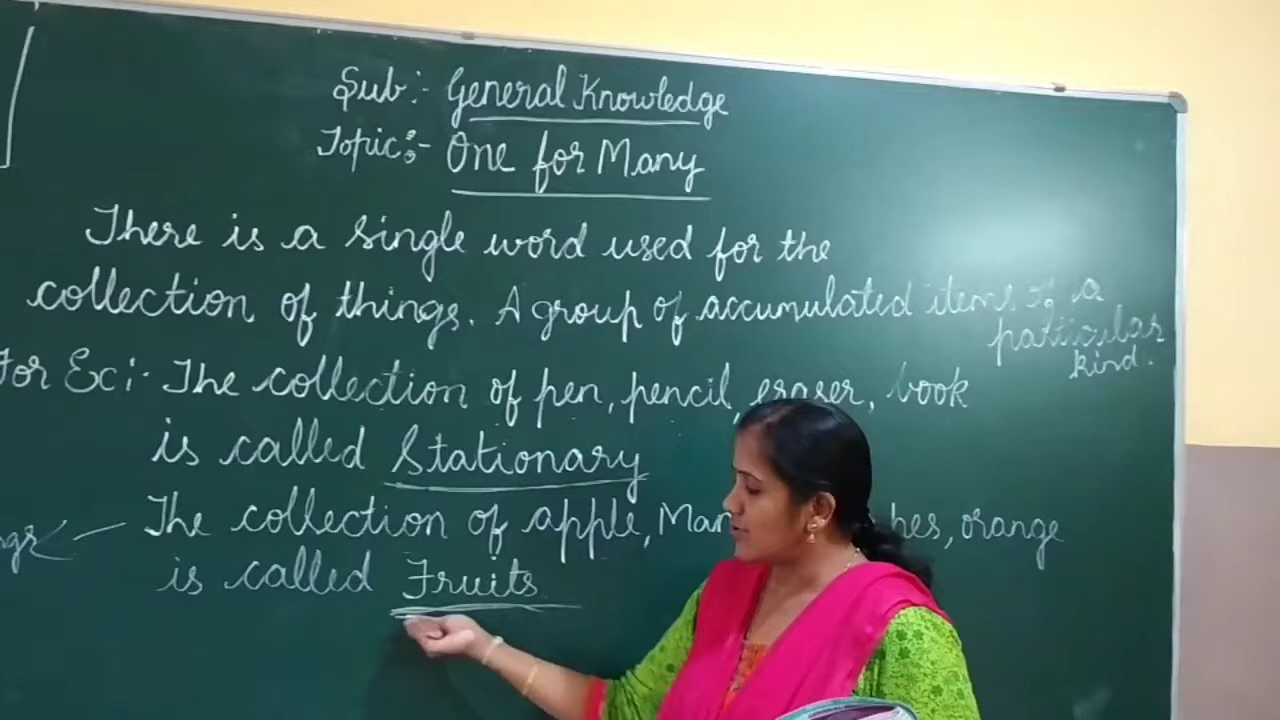 Sub:- General Knowledge
Topic:- One for Many
There is a single word used for the
collection of things. A group of accumulated items of a
particular
kind.
For Ex:- The collection of pen, pencil, eraser, book
is called Stationary
The collection of apple, orange
is called Fruits